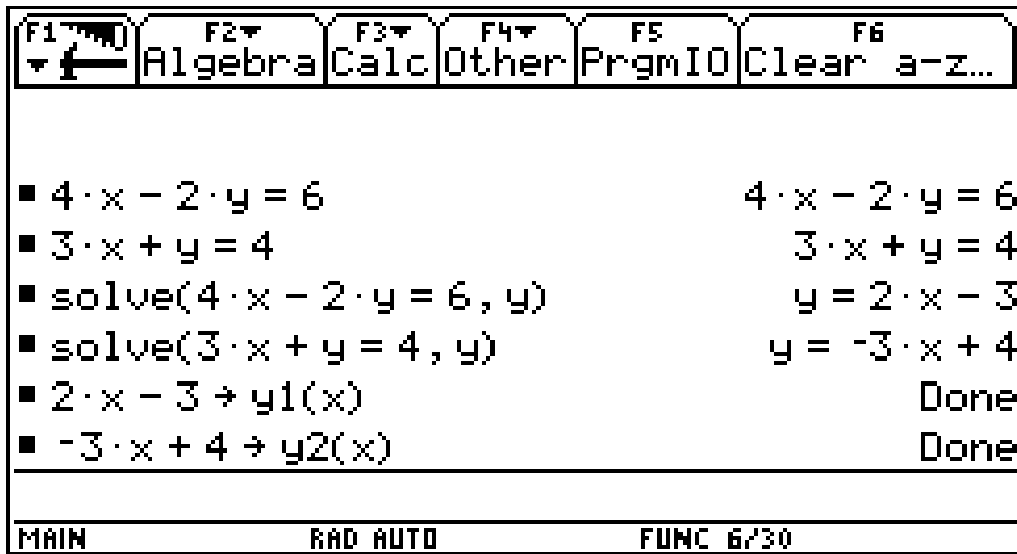 F1 F2 F3 F4 F5 F6
Algebra Calc Other PrgmIO Clear a-z…
4·x − 2·y = 6 4·x − 2·y = 6
3·x + y = 4 3·x + y = 4
solve(4·x − 2·y = 6, y) y = 2·x − 3
solve(3·x + y = 4, y) y = ⁻3·x + 4
2·x − 3 → y1(x) Done
⁻3·x + 4 → y2(x) Done
MAIN RAD AUTO FUNC 6/30